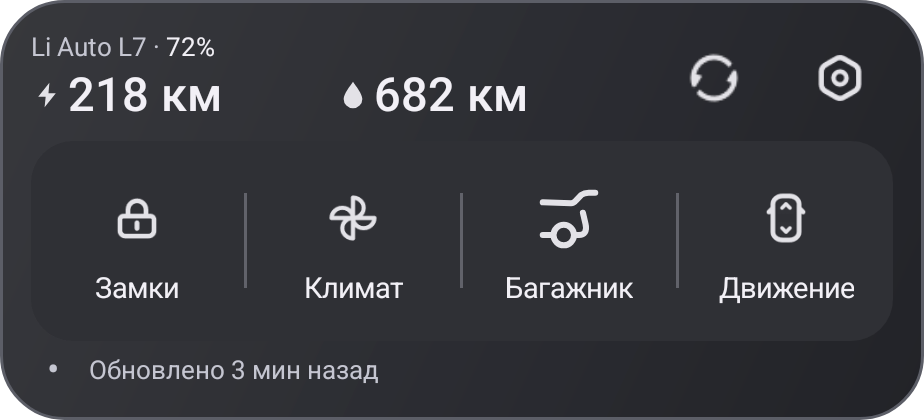 Li Auto L7 · 72%
218 км 682 км
Замки Климат Багажник Движение
• Обновлено 3 мин назад